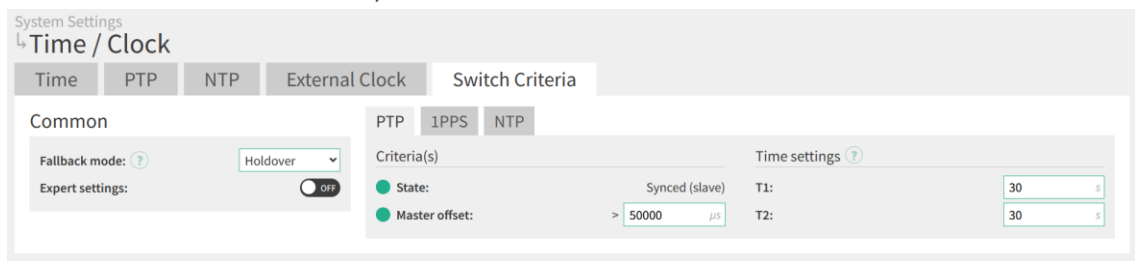 System Settings
↳Time / Clock
Time PTP NTP External Clock Switch Criteria
Common
Fallback mode: ? Holdover
Expert settings: OFF
PTP 1PPS NTP
Criteria(s)
State: Synced (slave)
Master offset: > 50000 µs
Time settings ?
T1: 30 s
T2: 30 s